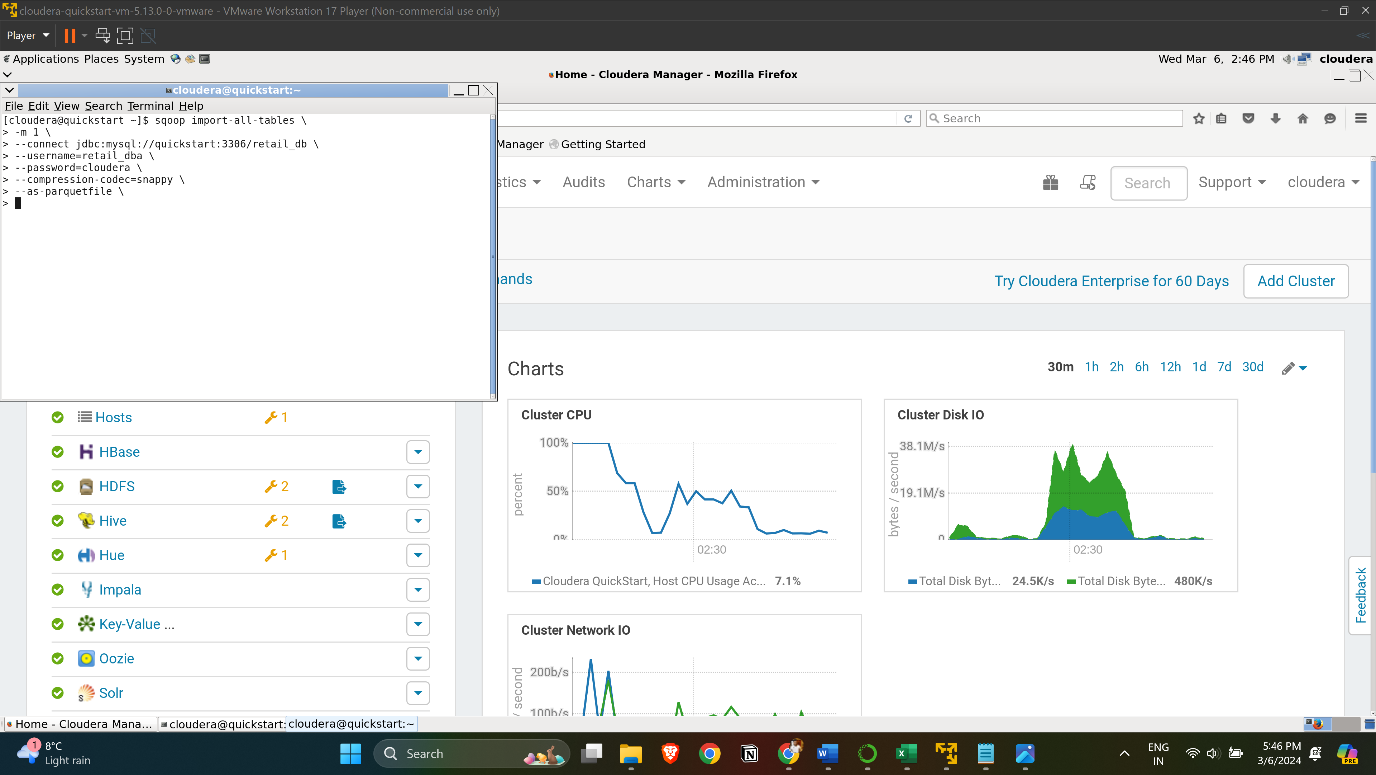 cloudera-quickstart-vm-5.13.0-0-vmware - VMware Workstation 17 Player (Non-commercial use only)
Player
Applications Places System
Wed Mar 6, 2:46 PM cloudera
Home - Cloudera Manager - Mozilla Firefox
cloudera@quickstart:~
File Edit View Search Terminal Help
[cloudera@quickstart ~]$ sqoop import-all-tables \
> -m 1 \
> --connect jdbc:mysql://quickstart:3306/retail_db \
> --username=retail_dba \
> --password=cloudera \
> --compression-codec=snappy \
> --as-parquetfile \
>
Search
Manager Getting Started
stics Audits Charts Administration
Search Support cloudera
ands
Try Cloudera Enterprise for 60 Days Add Cluster
Charts
30m 1h 2h 6h 12h 1d 7d 30d
Hosts 1
HBase
HDFS 2
Hive 2
Hue 1
Impala
Key-Value ...
Oozie
Solr
Cluster CPU
percent
100%
50%
0%
02:30
Cloudera QuickStart, Host CPU Usage Ac... 7.1%
Cluster Disk IO
bytes / second
38.1M/s
19.1M/s
0
02:30
Total Disk Byt... 24.5K/s Total Disk Byte... 480K/s
Cluster Network IO
/ second
200b/s
100b/s
Feedback
Home - Cloudera Mana... cloudera@quickstart: cloudera@quickstart:~
1
8°C
Light rain
Search
ENG
IN
5:46 PM
3/6/2024
PRE